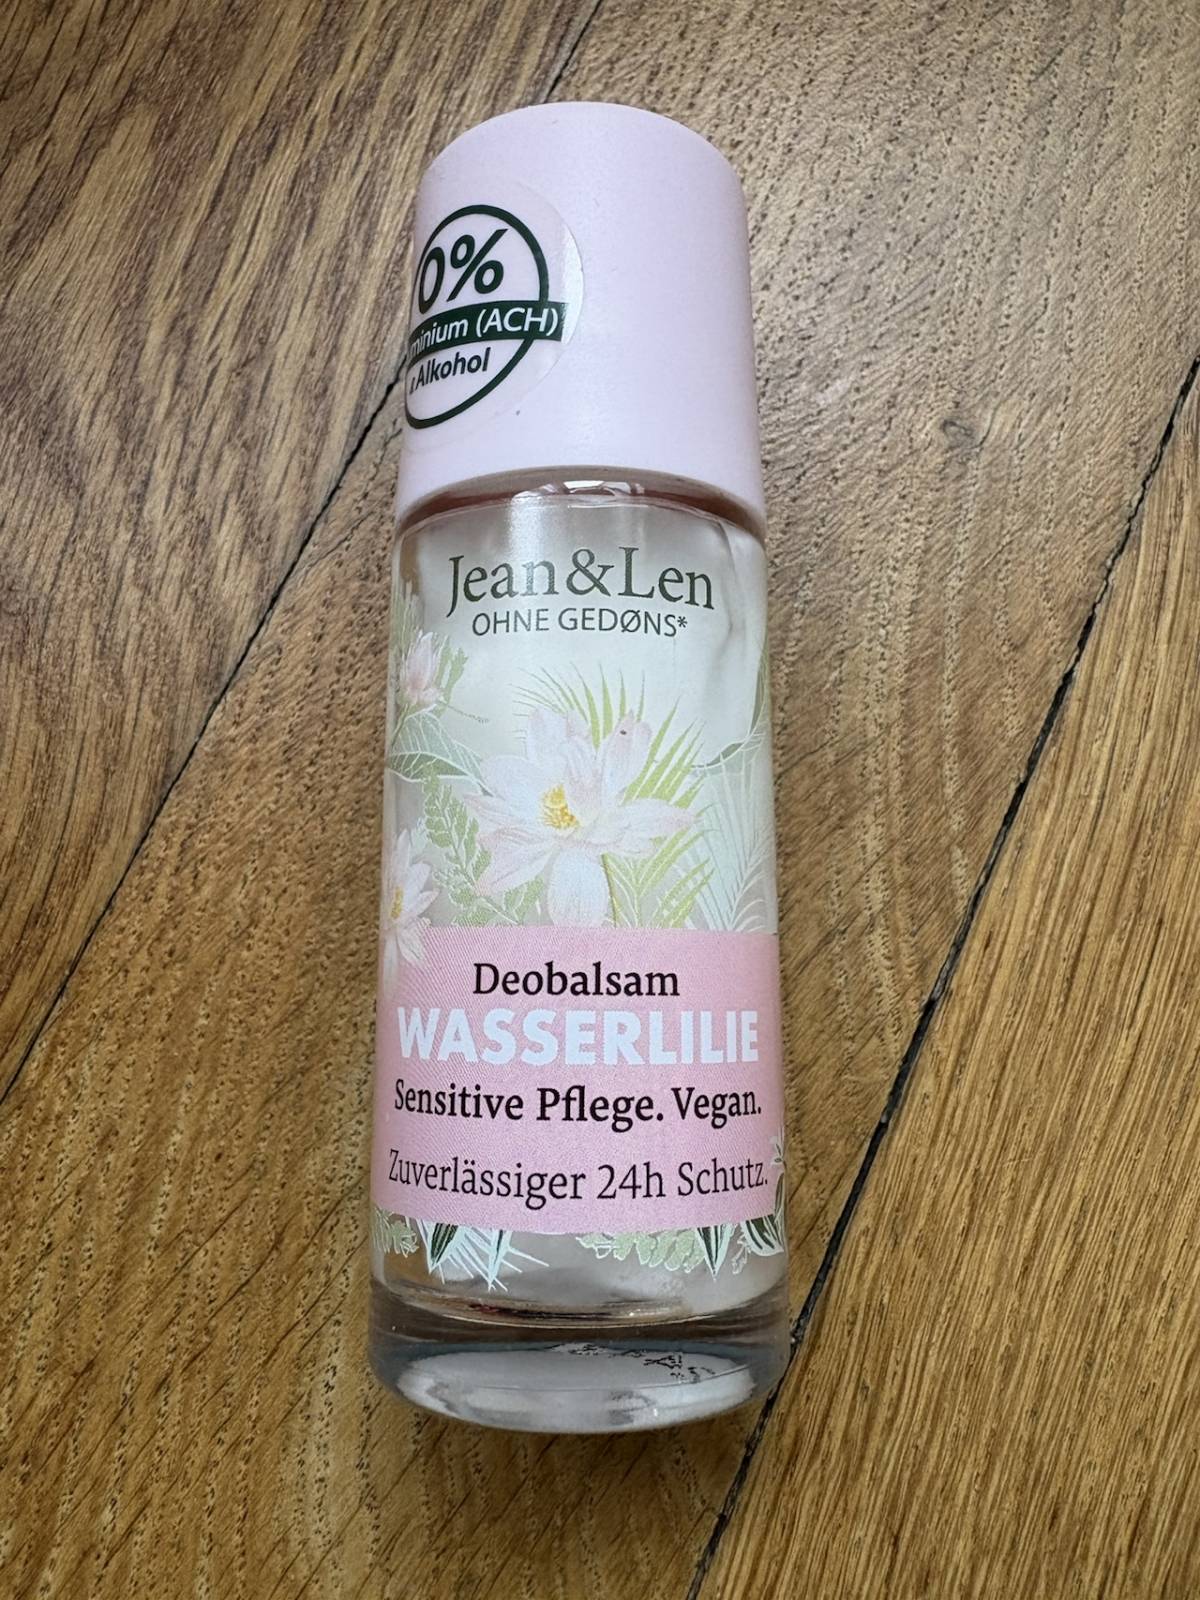 0%
minium (ACH)
& Alkohol
Jean&Len
OHNE GEDØNS*
Deobalsam
WASSERLILIE
Sensitive Pflege. Vegan.
Zuverlässiger 24h Schutz.